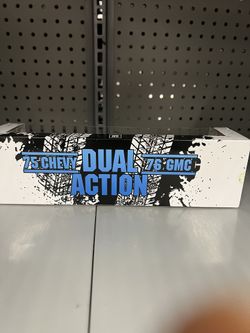 '75 CHEVY DUAL '76 GMC
ACTION